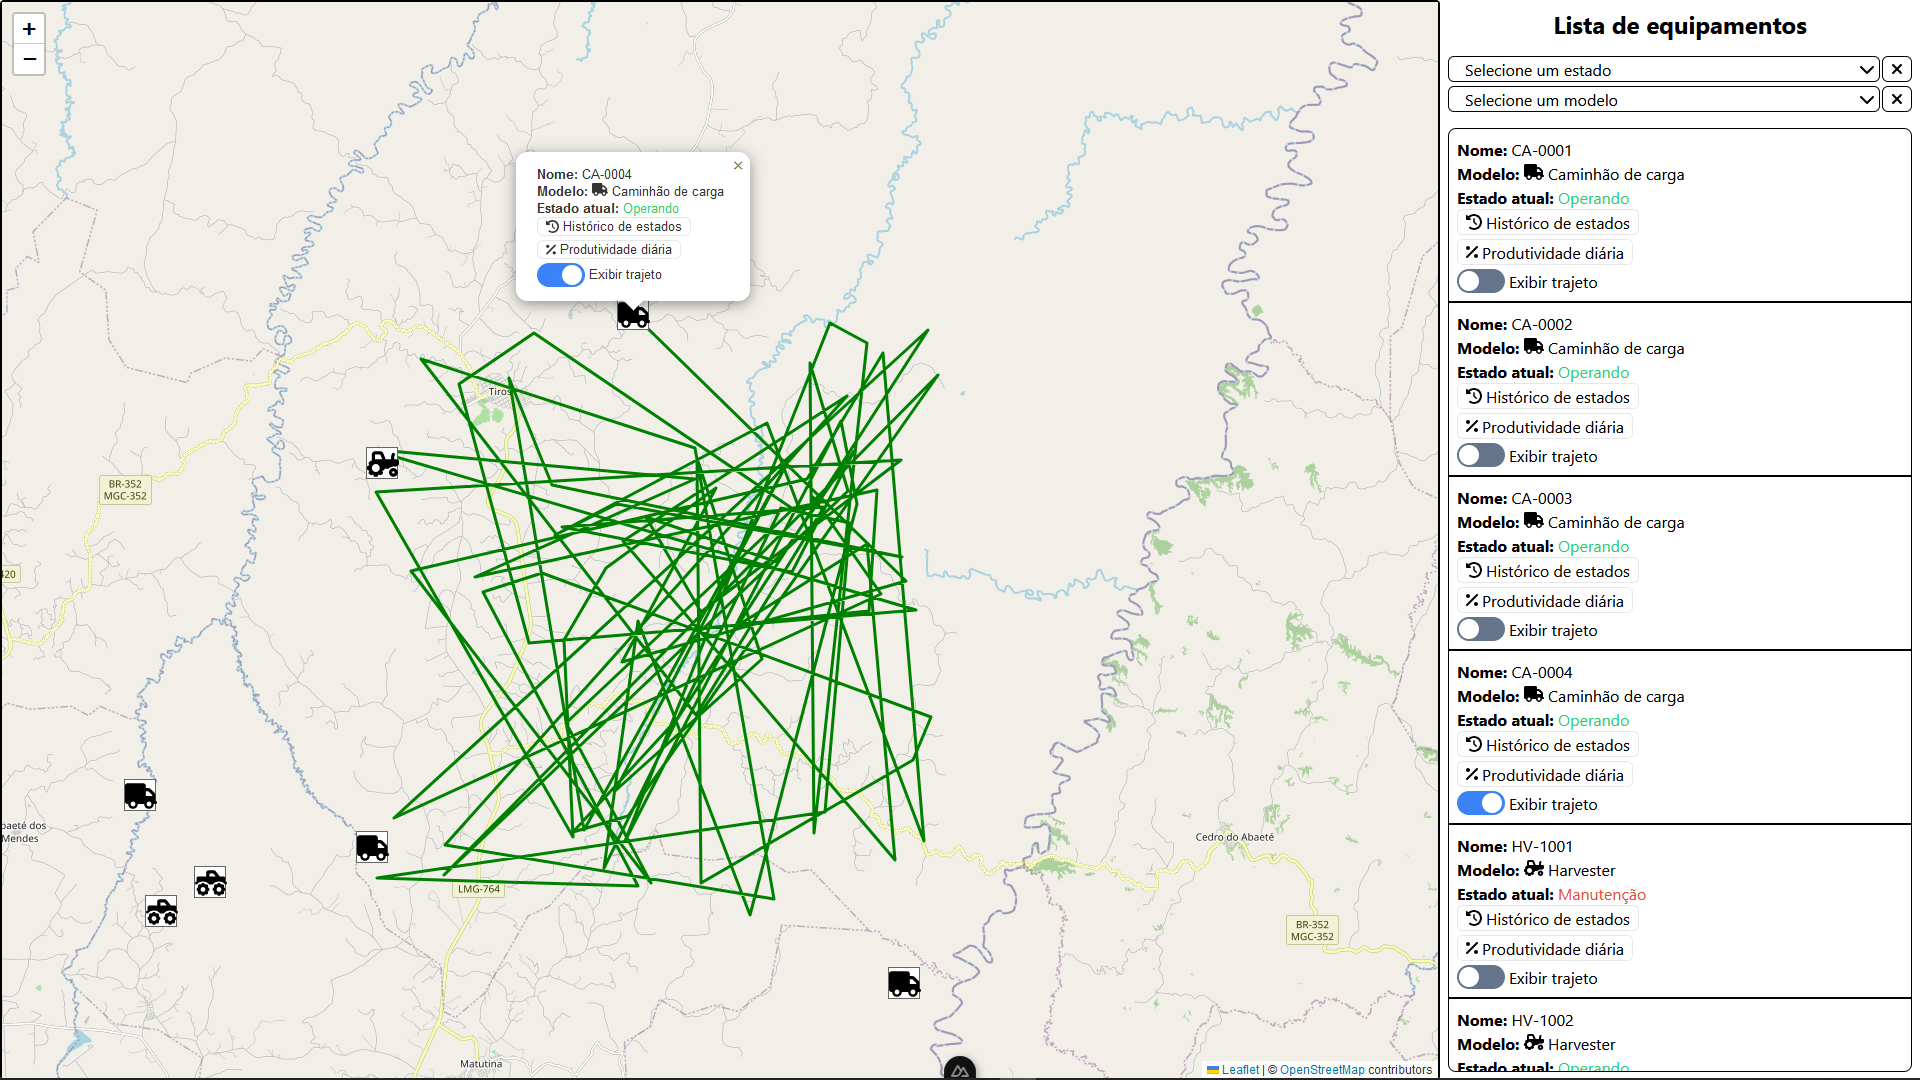 +
−
Nome: CA-0004
×
Modelo: Caminhão de carga
Estado atual: Operando
Histórico de estados
Produtividade diária
Exibir trajeto
Tiros
BR-352
MGC-352
420
paeté dos
Mendes
LMG-764
Cedro do Abaeté
BR-352
MGC-352
Matutina
Leaflet | © OpenStreetMap contributors
Lista de equipamentos
Selecione um estado
Selecione um modelo
Nome: CA-0001
Modelo: Caminhão de carga
Estado atual: Operando
Histórico de estados
Produtividade diária
Exibir trajeto
Nome: CA-0002
Modelo: Caminhão de carga
Estado atual: Operando
Histórico de estados
Produtividade diária
Exibir trajeto
Nome: CA-0003
Modelo: Caminhão de carga
Estado atual: Operando
Histórico de estados
Produtividade diária
Exibir trajeto
Nome: CA-0004
Modelo: Caminhão de carga
Estado atual: Operando
Histórico de estados
Produtividade diária
Exibir trajeto
Nome: HV-1001
Modelo: Harvester
Estado atual: Manutenção
Histórico de estados
Produtividade diária
Exibir trajeto
Nome: HV-1002
Modelo: Harvester
Estado atual: Operando